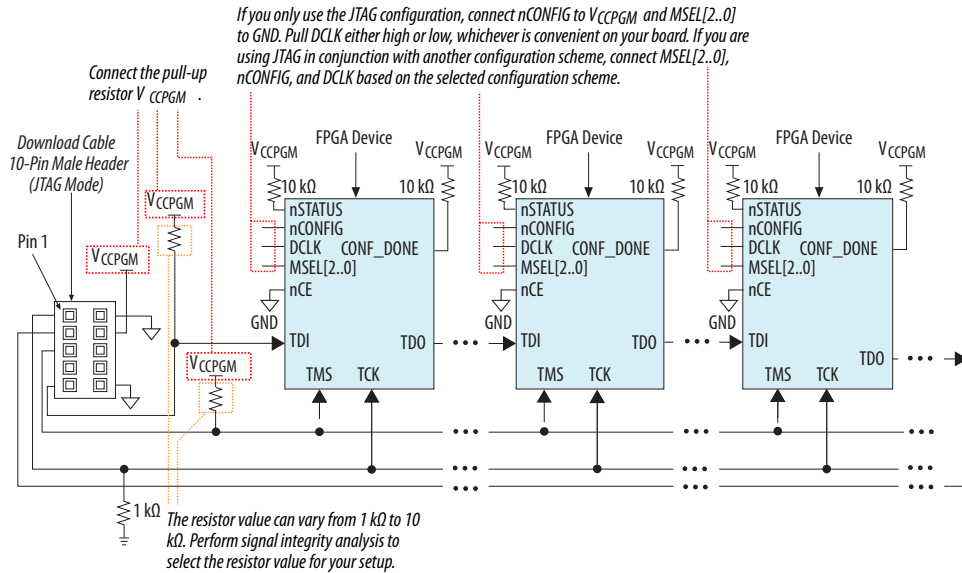 If you only use the JTAG configuration, connect nCONFIG to VCCPGM and MSEL[2..0]
to GND. Pull DCLK either high or low, whichever is convenient on your board. If you are
using JTAG in conjunction with another configuration scheme, connect MSEL[2..0],
nCONFIG, and DCLK based on the selected configuration scheme.
Connect the pull-up
resistor V CCPGM .
Download Cable
10-Pin Male Header
(JTAG Mode)
Pin 1
VCCPGM
VCCPGM
VCCPGM
1 kΩ
The resistor value can vary from 1 kΩ to 10
kΩ. Perform signal integrity analysis to
select the resistor value for your setup.
VCCPGM
FPGA Device
VCCPGM
10 kΩ
10 kΩ
nSTATUS
nCONFIG
DCLK
CONF_DONE
MSEL[2..0]
nCE
GND
TDI
TDO
TMS
TCK
VCCPGM
FPGA Device
VCCPGM
10 kΩ
10 kΩ
nSTATUS
nCONFIG
DCLK
CONF_DONE
MSEL[2..0]
nCE
GND
TDI
TDO
TMS
TCK
VCCPGM
FPGA Device
VCCPGM
10 kΩ
10 kΩ
nSTATUS
nCONFIG
DCLK
CONF_DONE
MSEL[2..0]
nCE
GND
TDI
TDO
TMS
TCK